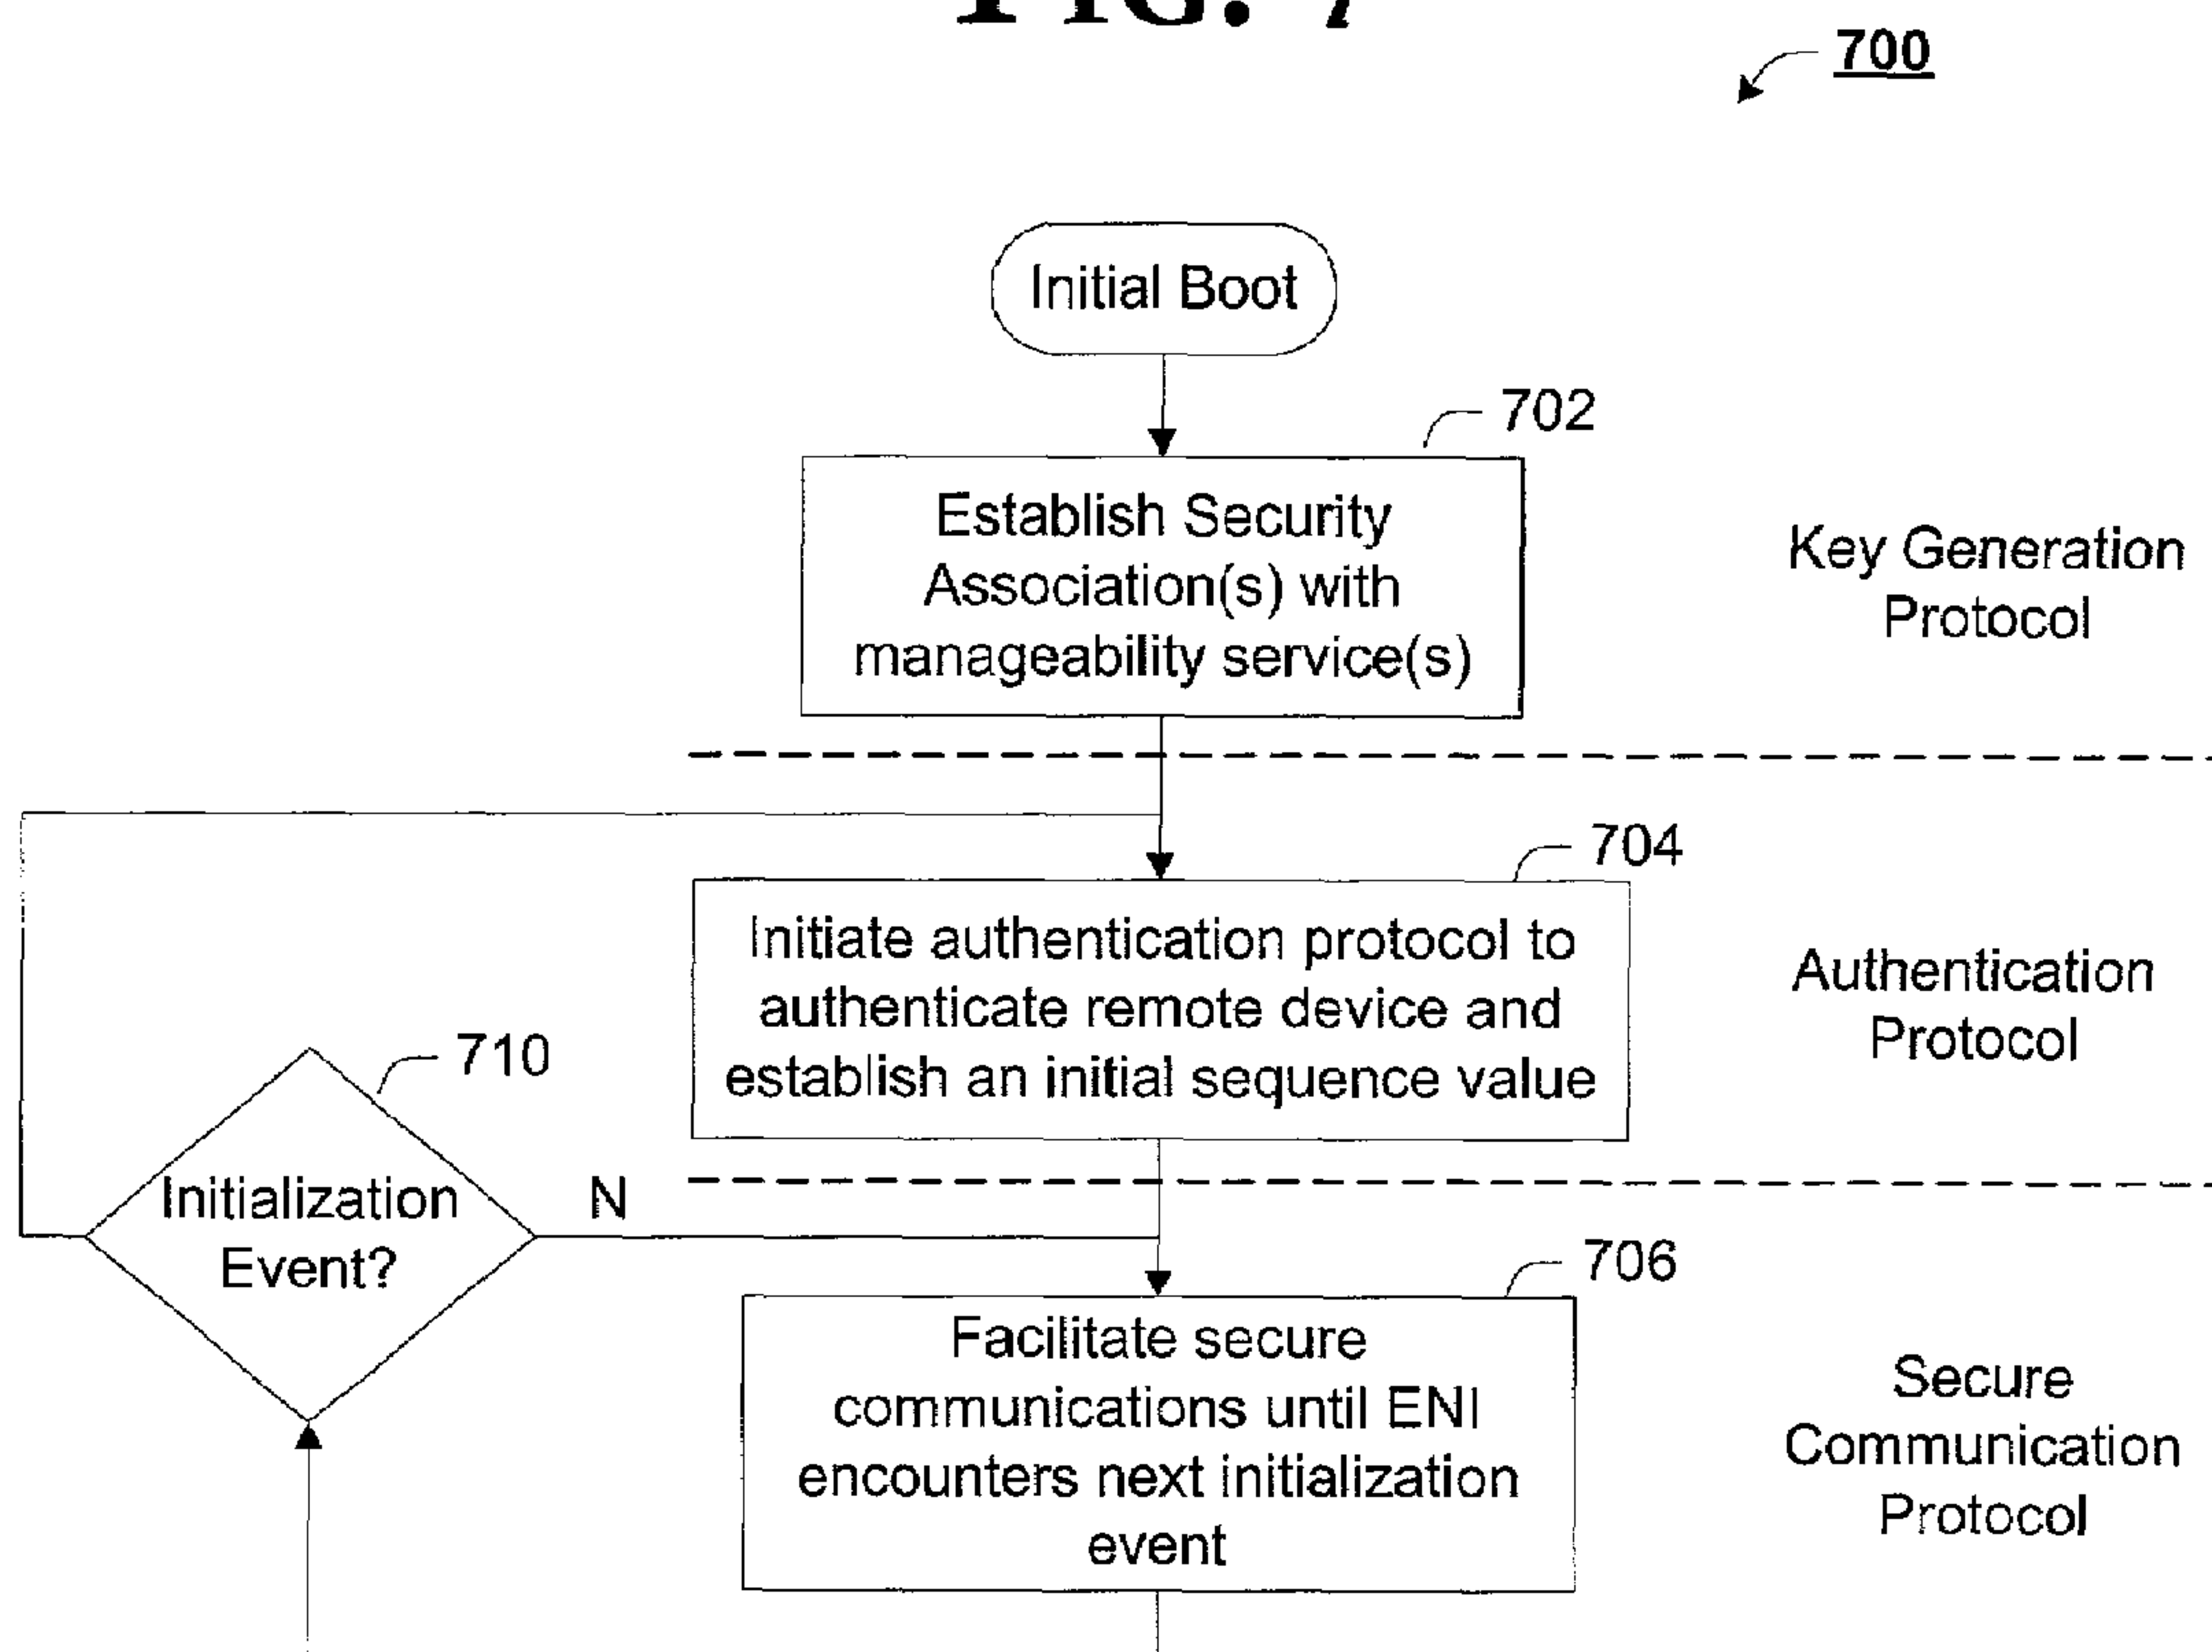 FIG. 7
700
Initial Boot
702
Establish Security
Association(s) with
manageability service(s)
Key Generation
Protocol
704
Initiate authentication protocol to
authenticate remote device and
establish an initial sequence value
Authentication
Protocol
710
Initialization
Event?
N
706
Facilitate secure
communications until ENI
encounters next initialization
event
Secure
Communication
Protocol